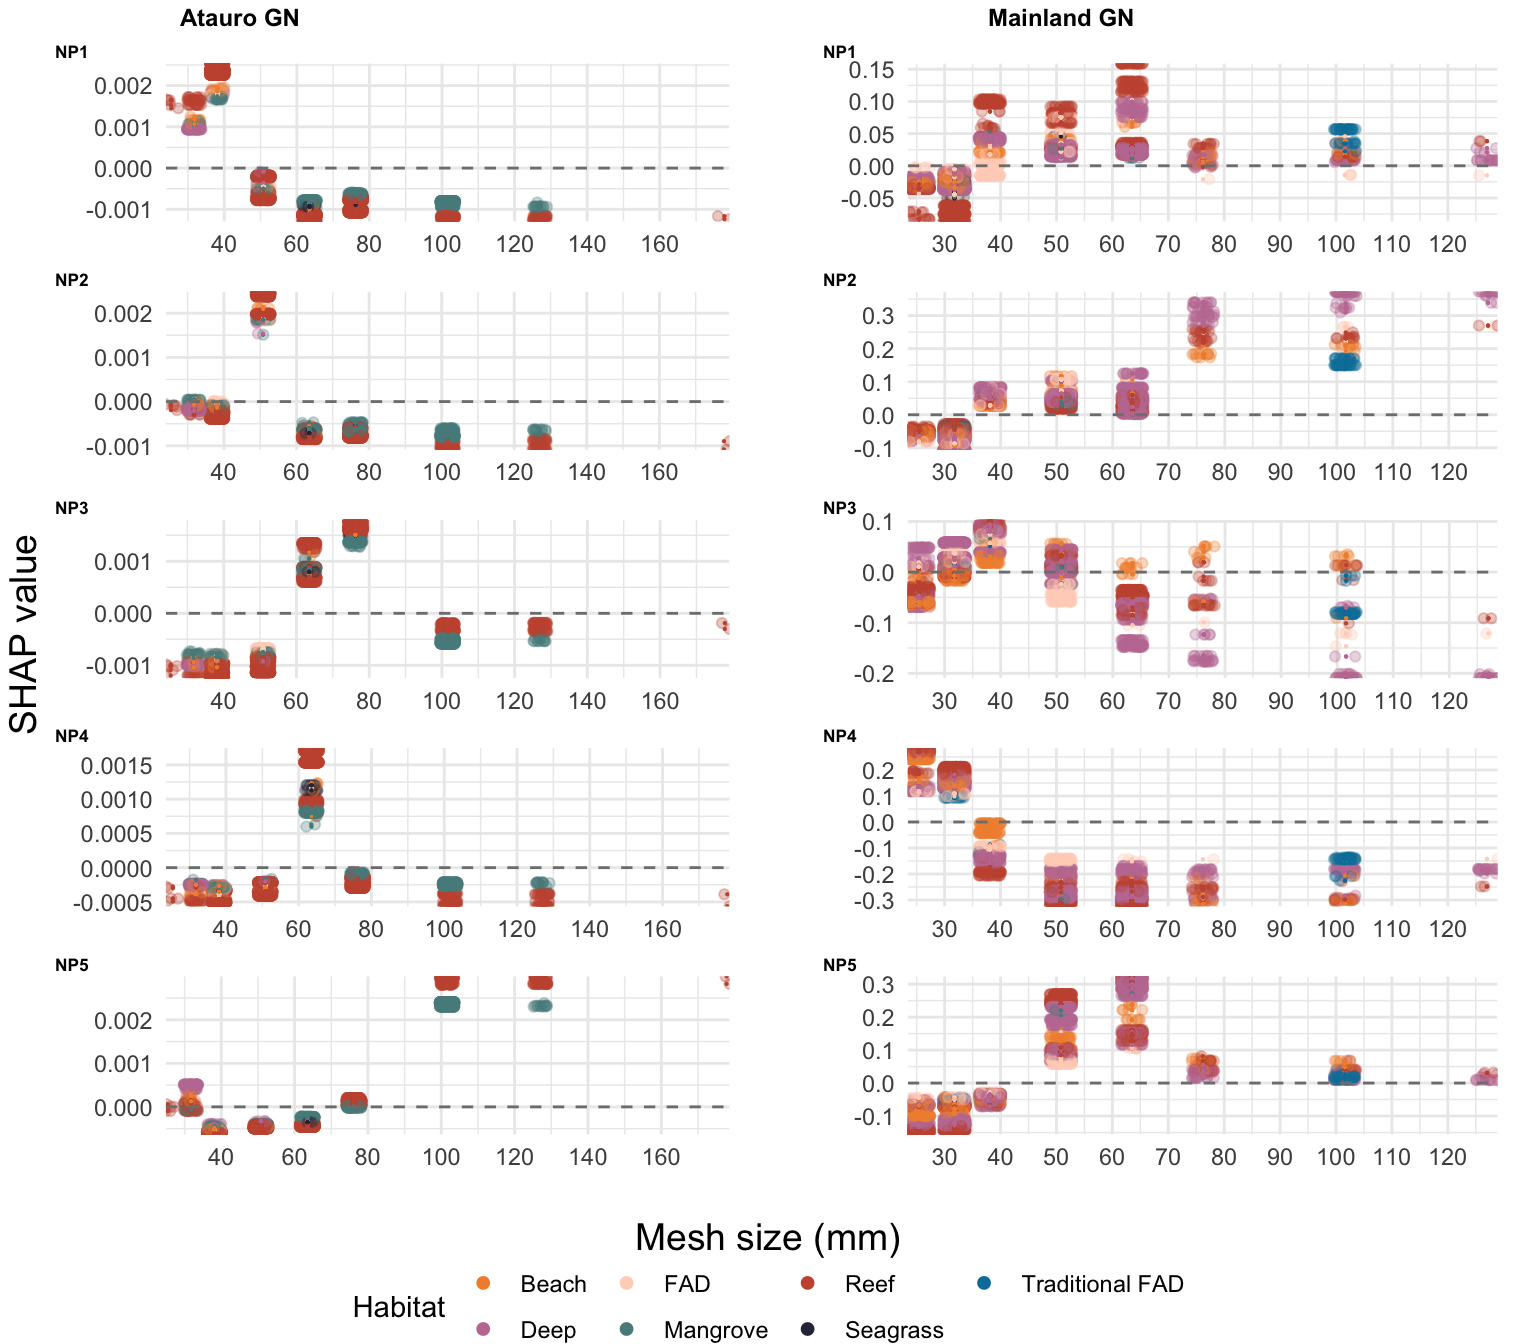 Atauro GN
Mainland GN
NP1
0.002
0.001
0.000
-0.001
40 60 80 100 120 140 160
NP1
0.15
0.10
0.05
0.00
-0.05
30 40 50 60 70 80 90 100 110 120
NP2
0.002
0.001
0.000
-0.001
40 60 80 100 120 140 160
NP2
0.3
0.2
0.1
0.0
-0.1
30 40 50 60 70 80 90 100 110 120
NP3
0.001
0.000
-0.001
40 60 80 100 120 140 160
NP3
0.1
0.0
-0.1
-0.2
30 40 50 60 70 80 90 100 110 120
NP4
0.0015
0.0010
0.0005
0.0000
-0.0005
40 60 80 100 120 140 160
NP4
0.2
0.1
0.0
-0.1
-0.2
-0.3
30 40 50 60 70 80 90 100 110 120
NP5
0.002
0.001
0.000
40 60 80 100 120 140 160
NP5
0.3
0.2
0.1
0.0
-0.1
30 40 50 60 70 80 90 100 110 120
SHAP value
Mesh size (mm)
Habitat
Beach FAD Reef Traditional FAD
Deep Mangrove Seagrass